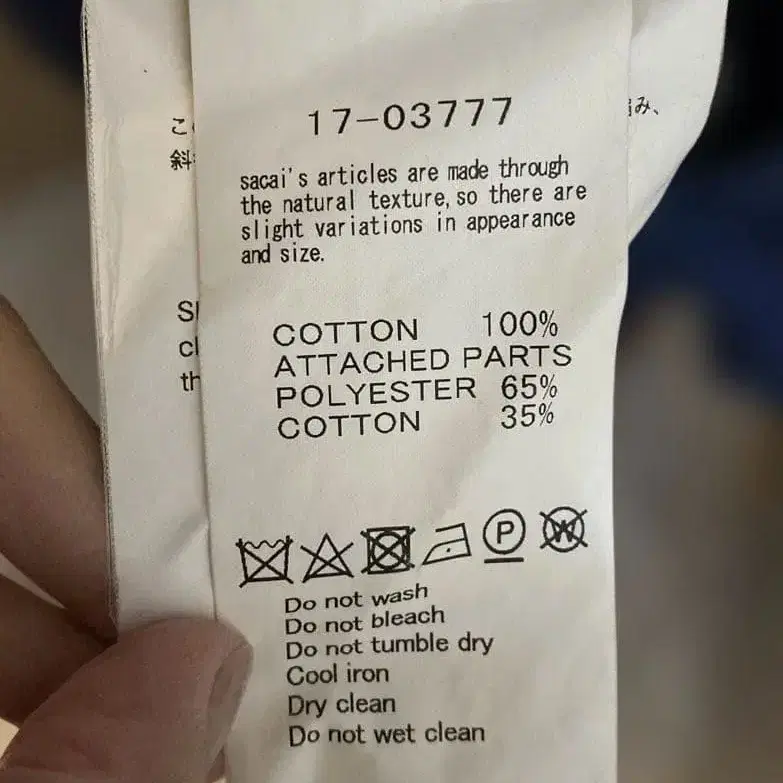 17-03777
sacai's articles are made through
the natural texture, so there are
slight variations in appearance
and size.
COTTON 100%
ATTACHED PARTS
POLYESTER 65%
COTTON 35%
P
W
Do not wash
Do not bleach
Do not tumble dry
Cool iron
Dry clean
Do not wet clean
み、
斜